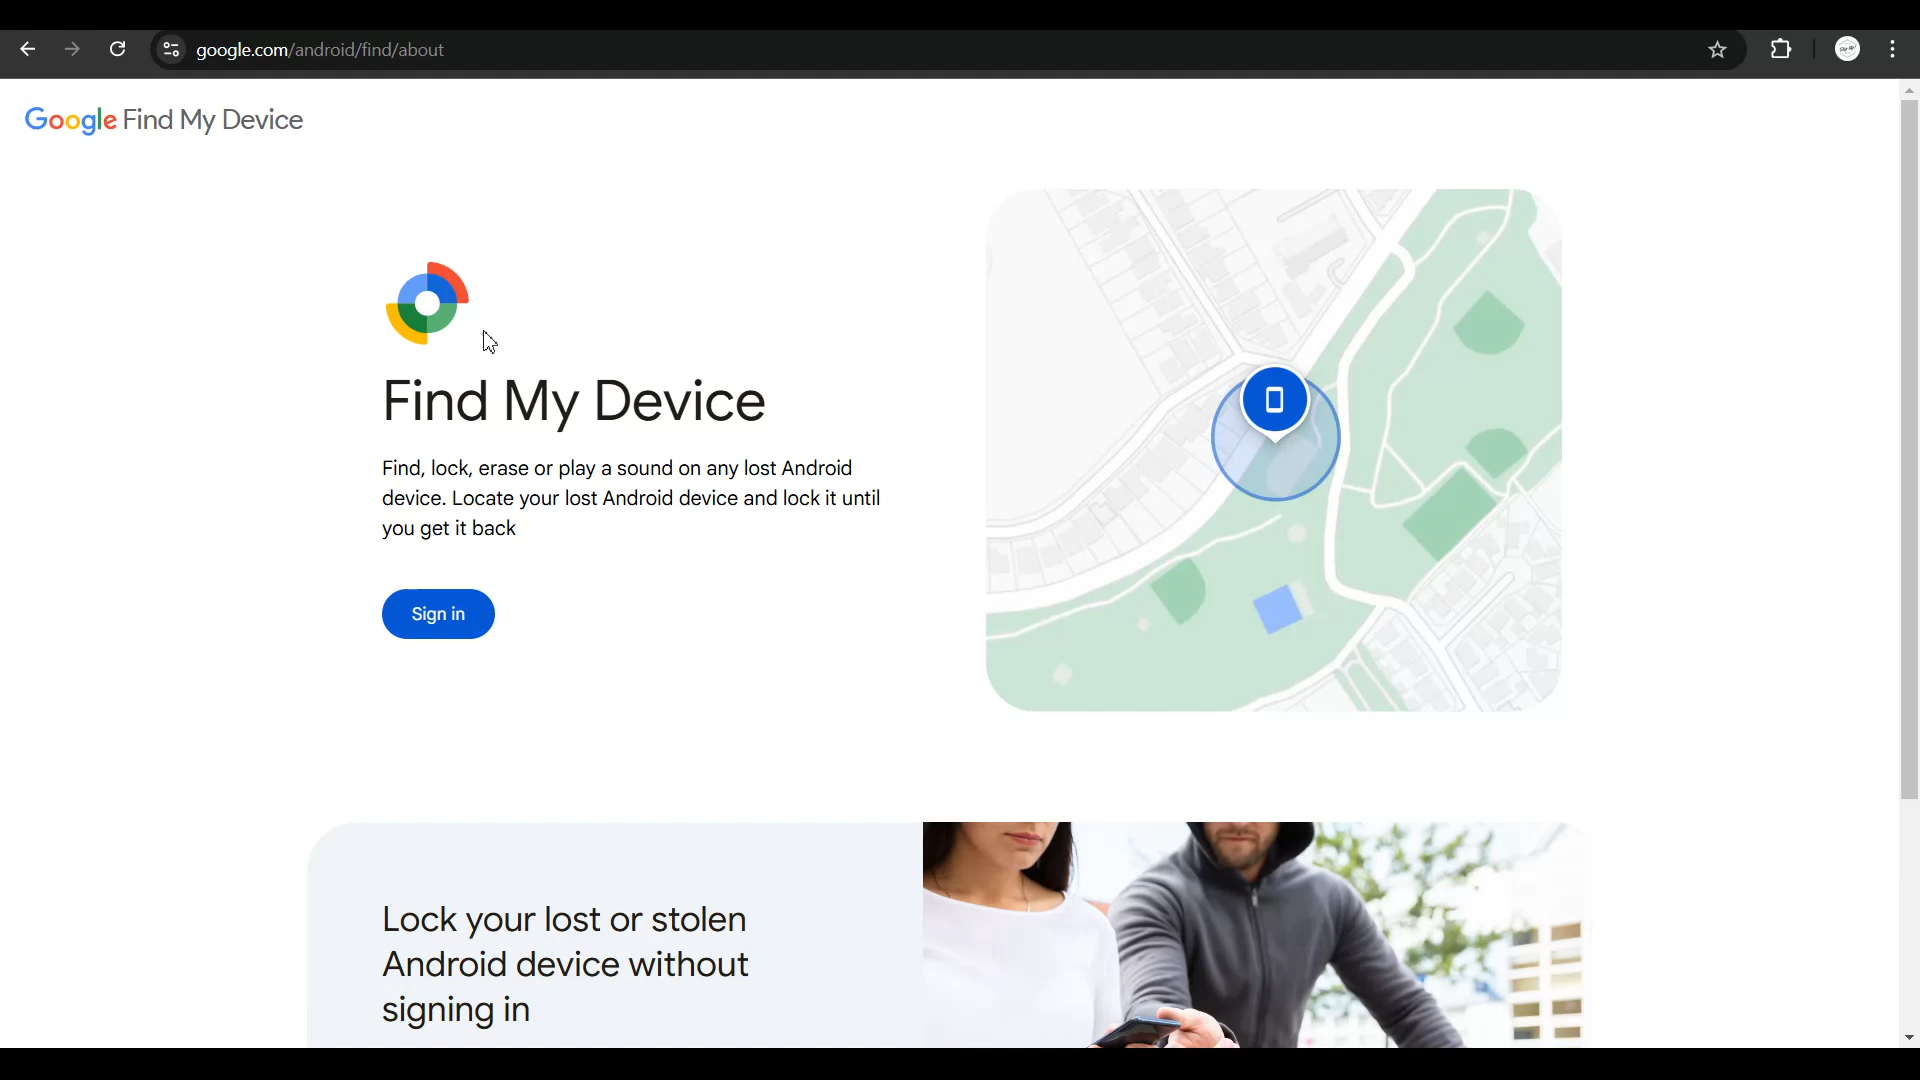 google.com/android/find/about
Google Find My Device
Find My Device
Find, lock, erase or play a sound on any lost Android
device. Locate your lost Android device and lock it until
you get it back
Sign in
Lock your lost or stolen
Android device without
signing in